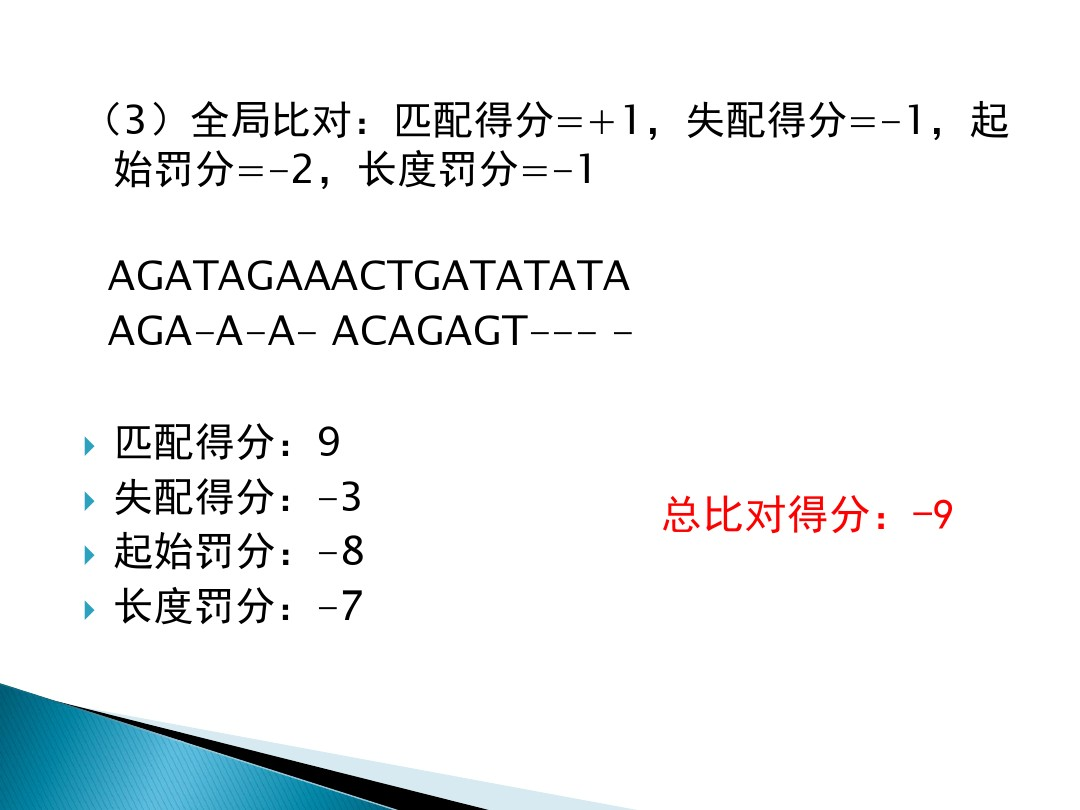 （3）全局比对：匹配得分=+1，失配得分=-1，起
始罚分=-2，长度罚分=-1
AGATAGAAACTGATATATA
AGA-A-A- ACAGAGT--- -
匹配得分：9
失配得分：-3
起始罚分：-8
长度罚分：-7
总比对得分：-9